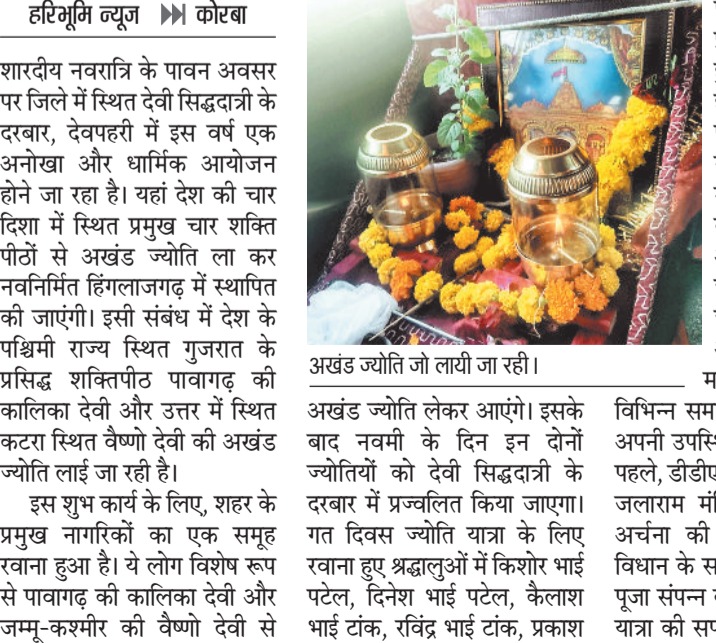 हरिभूमि न्यूज ▶▶| कोरबा
शारदीय नवरात्रि के पावन अवसर
पर जिले में स्थित देवी सिद्धदात्री के
दरबार, देवपहरी में इस वर्ष एक
अनोखा और धार्मिक आयोजन
होने जा रहा है। यहां देश की चार
दिशा में स्थित प्रमुख चार शक्ति
पीठों से अखंड ज्योति ला कर
नवनिर्मित हिंगलाजगढ़ में स्थापित
की जाएंगी। इसी संबंध में देश के
पश्चिमी राज्य स्थित गुजरात के
प्रसिद्ध शक्तिपीठ पावागढ़ की
कालिका देवी और उत्तर में स्थित
कटरा स्थित वैष्णो देवी की अखंड
ज्योति लाई जा रही है।
इस शुभ कार्य के लिए, शहर के
प्रमुख नागरिकों का एक समूह
रवाना हुआ है। ये लोग विशेष रूप
से पावागढ़ की कालिका देवी और
जम्मू-कश्मीर की वैष्णो देवी से
अखंड ज्योति जो लायी जा रही।
अखंड ज्योति लेकर आएंगे। इसके
बाद नवमी के दिन इन दोनों
ज्योतियों को देवी सिद्धदात्री के
दरबार में प्रज्वलित किया जाएगा।
गत दिवस ज्योति यात्रा के लिए
रवाना हुए श्रद्धालुओं में किशोर भाई
पटेल, दिनेश भाई पटेल, कैलाश
भाई टांक, रविंद्र भाई टांक, प्रकाश
विभिन्न सम
अपनी उपस्
पहले, डीडीए
जलाराम मं
अर्चना की
विधान के स
पूजा संपन्न
यात्रा की सप